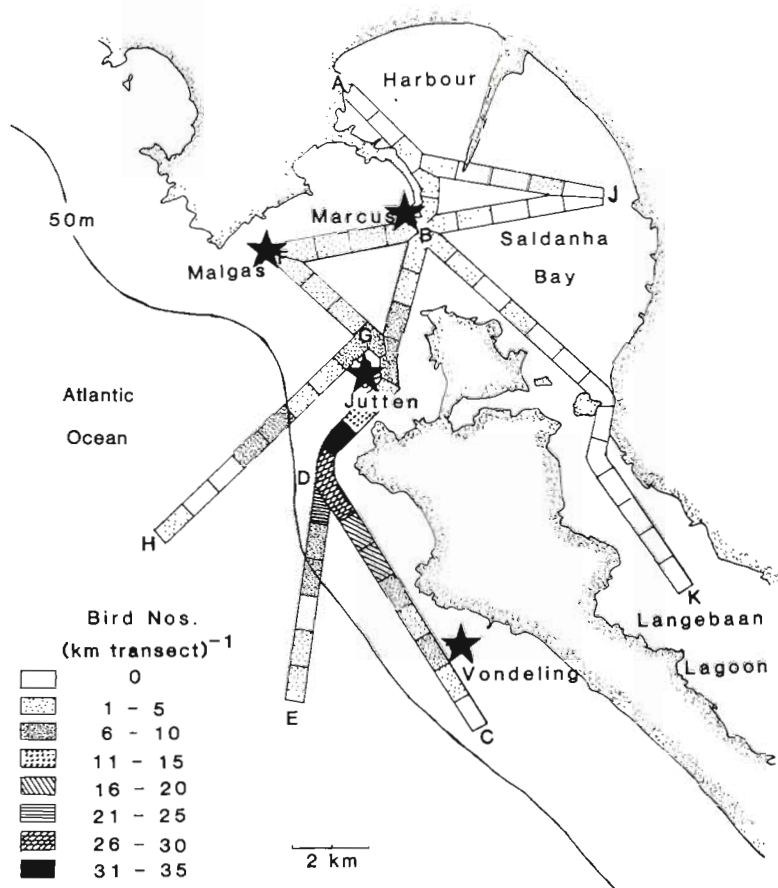 A
Harbour
50m
Marcus
J
B
Saldanha
Bay
F
Malgas
G
Atlantic
Ocean
Jutten
D
H
K
Langebaan
Lagoon
Vondeling
E
C
Bird Nos.
(km transect)⁻¹
0
1 - 5
6 - 10
11 - 15
16 - 20
21 - 25
26 - 30
31 - 35
2 km